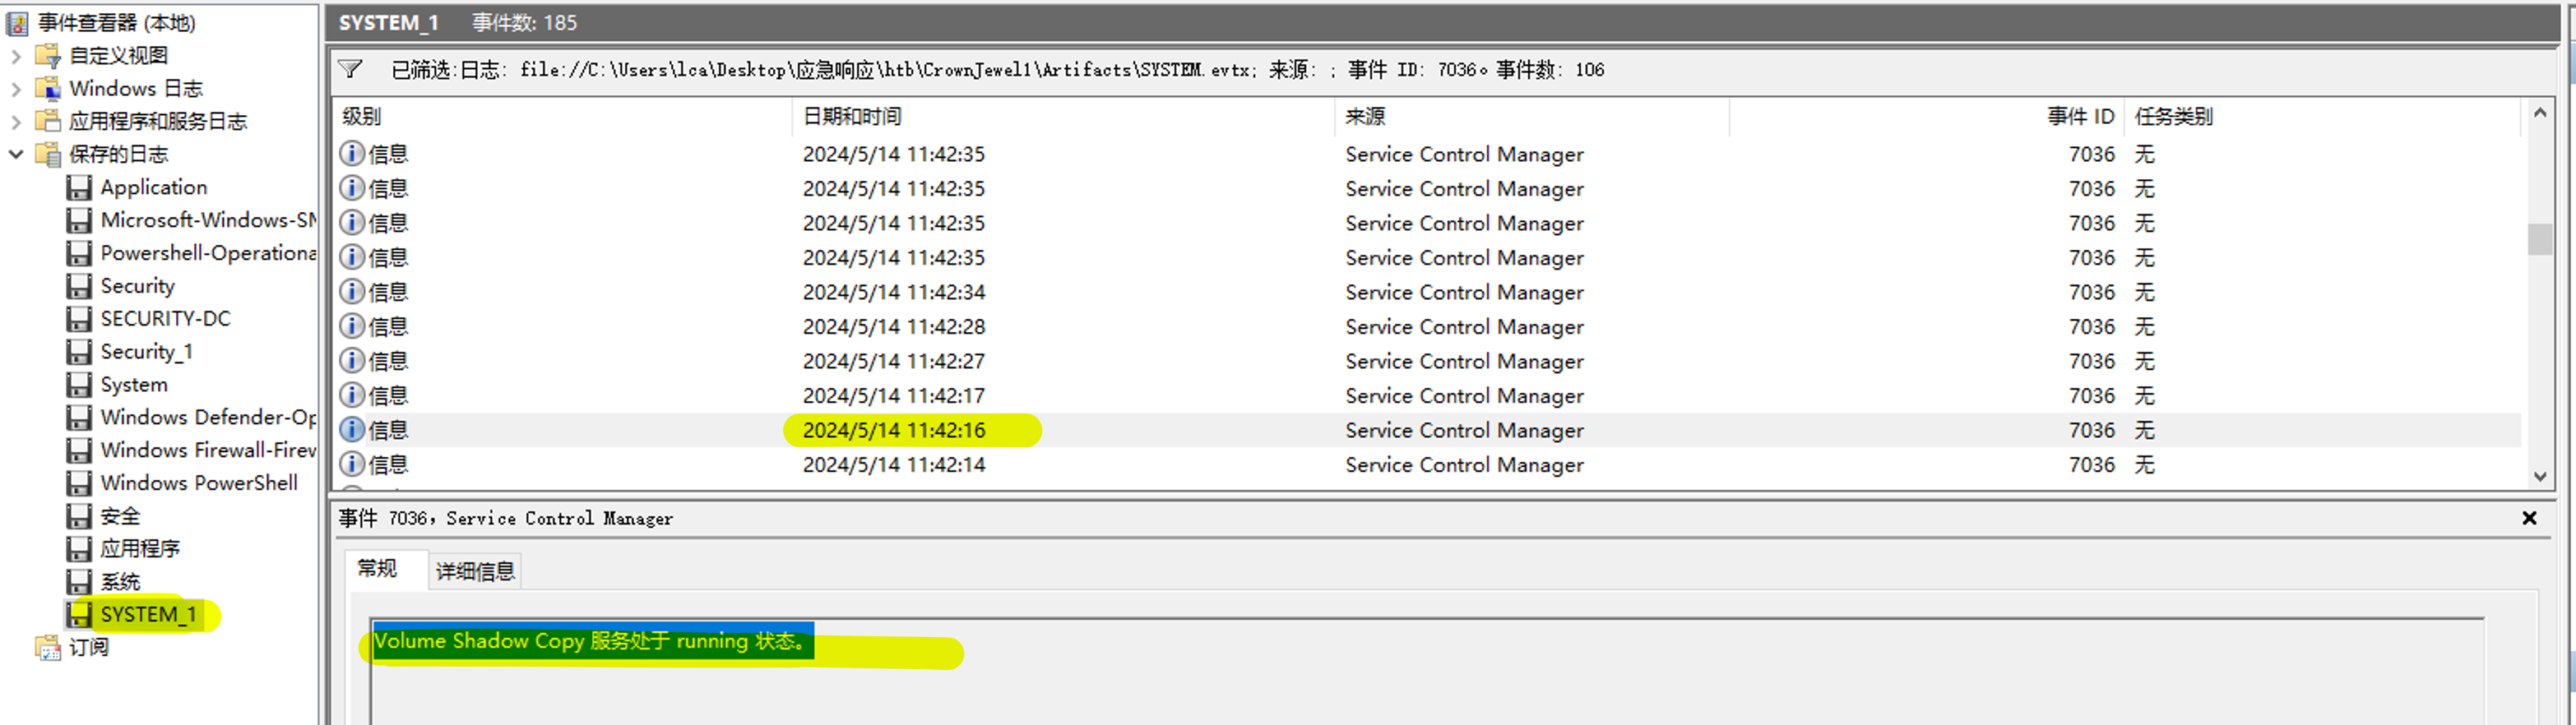 事件查看器 (本地)
自定义视图
Windows 日志
应用程序和服务日志
保存的日志
Application
Microsoft-Windows-SM
Powershell-Operationa
Security
SECURITY-DC
Security_1
System
Windows Defender-Op
Windows Firewall-Firew
Windows PowerShell
安全
应用程序
系统
SYSTEM_1
订阅
SYSTEM_1 事件数: 185
已筛选:日志: file://C:\Users\lca\Desktop\应急响应\htb\CrownJewel1\Artifacts\SYSTEM.evtx; 来源: ; 事件 ID: 7036。事件数: 106
级别 日期和时间 来源 事件 ID 任务类别
信息 2024/5/14 11:42:35 Service Control Manager 7036 无
信息 2024/5/14 11:42:35 Service Control Manager 7036 无
信息 2024/5/14 11:42:35 Service Control Manager 7036 无
信息 2024/5/14 11:42:35 Service Control Manager 7036 无
信息 2024/5/14 11:42:34 Service Control Manager 7036 无
信息 2024/5/14 11:42:28 Service Control Manager 7036 无
信息 2024/5/14 11:42:27 Service Control Manager 7036 无
信息 2024/5/14 11:42:17 Service Control Manager 7036 无
信息 2024/5/14 11:42:16 Service Control Manager 7036 无
信息 2024/5/14 11:42:14 Service Control Manager 7036 无
事件 7036，Service Control Manager
常规 详细信息
Volume Shadow Copy 服务处于 running 状态。